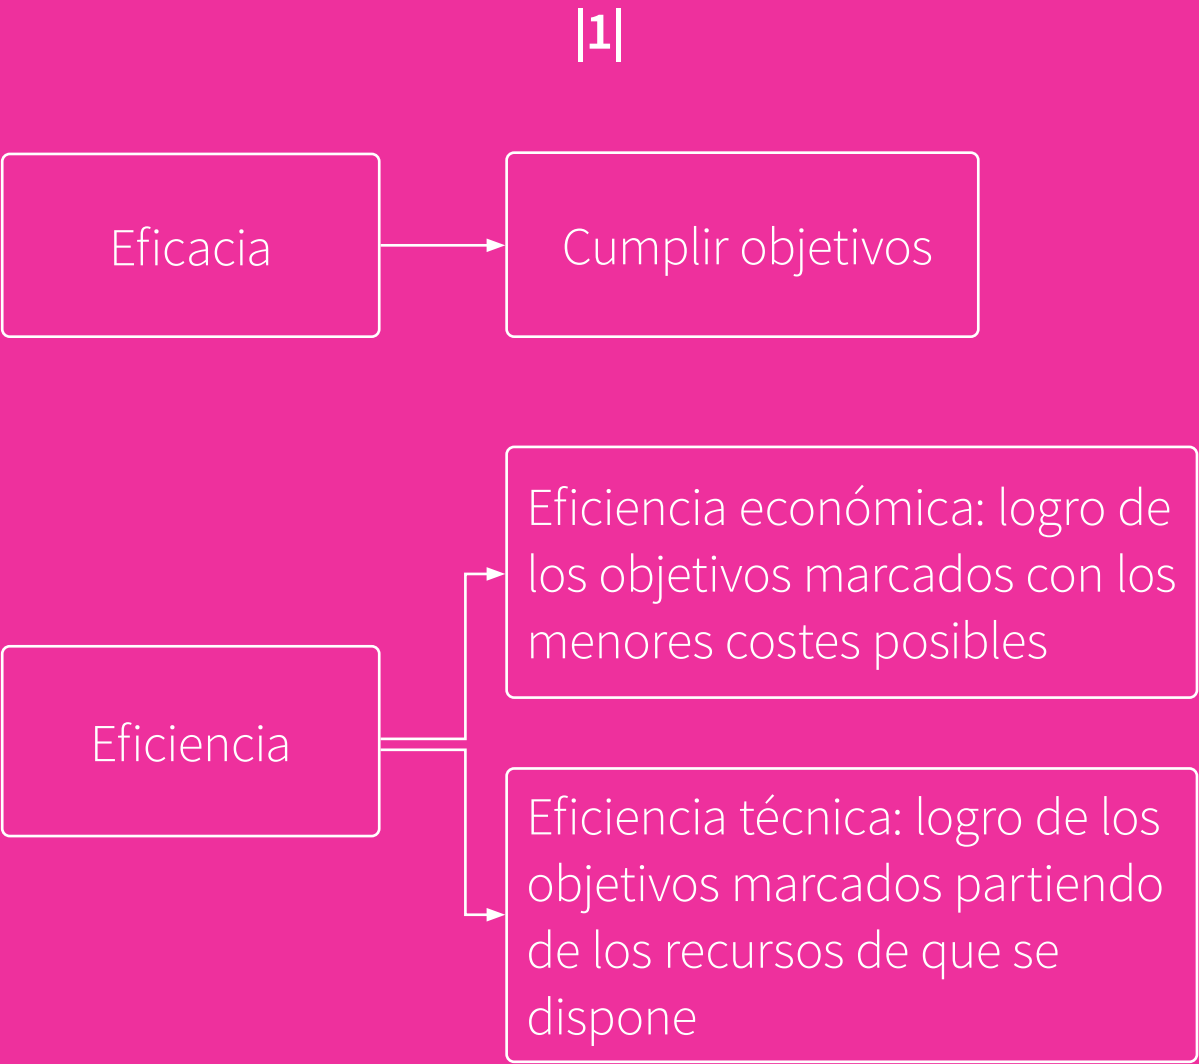 |1|
Eficacia
Cumplir objetivos
Eficiencia económica: logro de
los objetivos marcados con los
menores costes posibles
Eficiencia
Eficiencia técnica: logro de los
objetivos marcados partiendo
de los recursos de que se
dispone